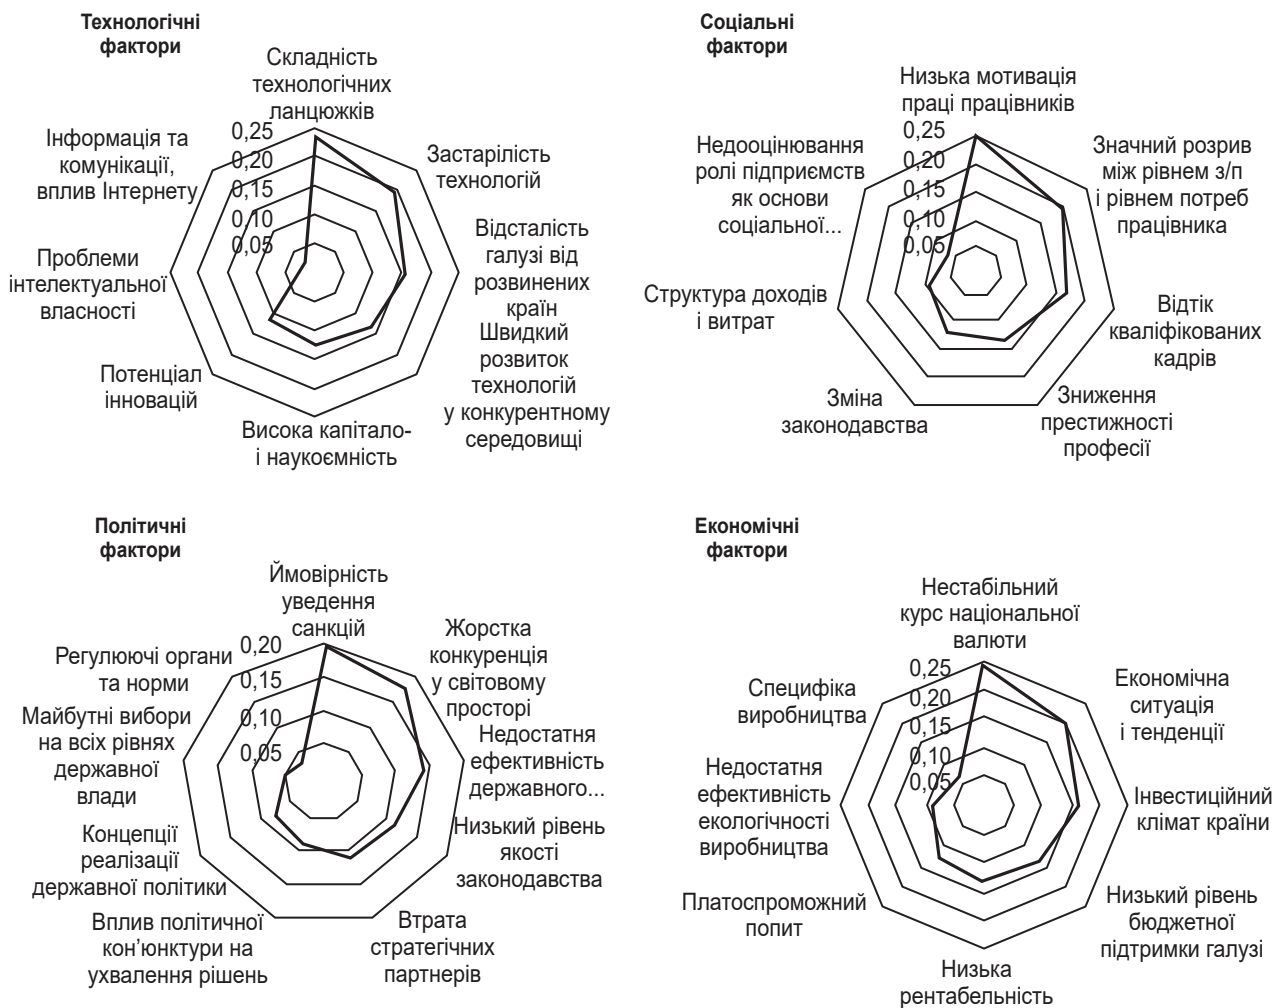 Технологічні
фактори
Складність
технологічних
ланцюжків
0,25
0,20
0,15
0,10
0,05
Застарілість
технологій
Відсталість
галузі від
розвинених
країн
Швидкий
розвиток
технологій
у конкурентному
середовищі
Висока капітало-
і наукоємність
Потенціал
інновацій
Проблеми
інтелектуальної
власності
Інформація та
комунікації,
вплив Інтернету
Соціальні
фактори
Низька мотивація
праці працівників
0,25
0,20
0,15
0,10
0,05
Значний розрив
між рівнем з/п
і рівнем потреб
працівника
Відтік
кваліфікованих
кадрів
Зниження
престижності
професії
Зміна
законодавства
Структура доходів
і витрат
Недооцінювання
ролі підприємств
як основи
соціальної...
Політичні
фактори
Ймовірність
уведення
санкцій
0,20
0,15
0,10
0,05
Жорстка
конкуренція
у світовому
просторі
Недостатня
ефективність
державного...
Низький рівень
якості
законодавства
Втрата
стратегічних
партнерів
Вплив політичної
кон’юнктури на
ухвалення рішень
Концепції
реалізації
державної політики
Майбутні вибори
на всіх рівнях
державної
влади
Регулюючі органи
та норми
Економічні
фактори
Нестабільний
курс національної
валюти
0,25
0,20
0,15
0,10
0,05
Економічна
ситуація
і тенденції
Інвестиційний
клімат країни
Низький рівень
бюджетної
підтримки галузі
Низька
рентабельність
Платоспроможний
попит
Недостатня
ефективність
екологічності
виробництва
Специфіка
виробництва